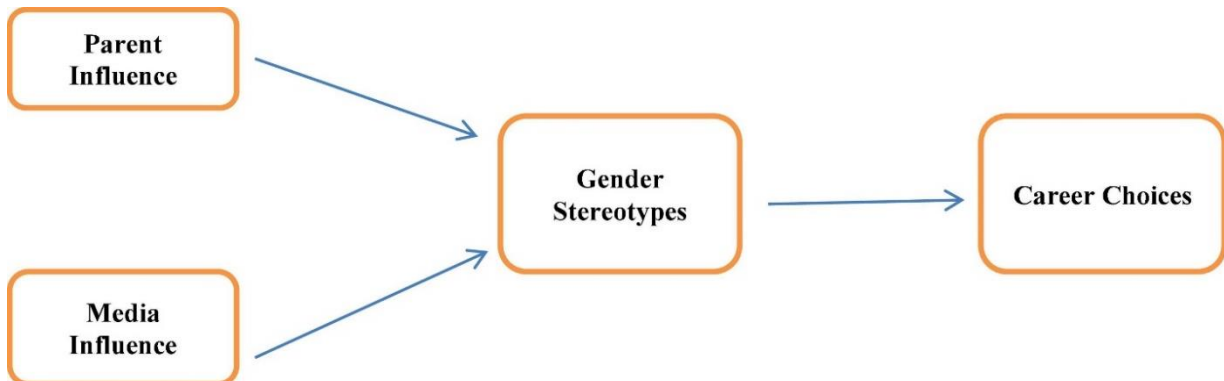 Parent
Influence
Gender
Stereotypes
Career Choices
Media
Influence